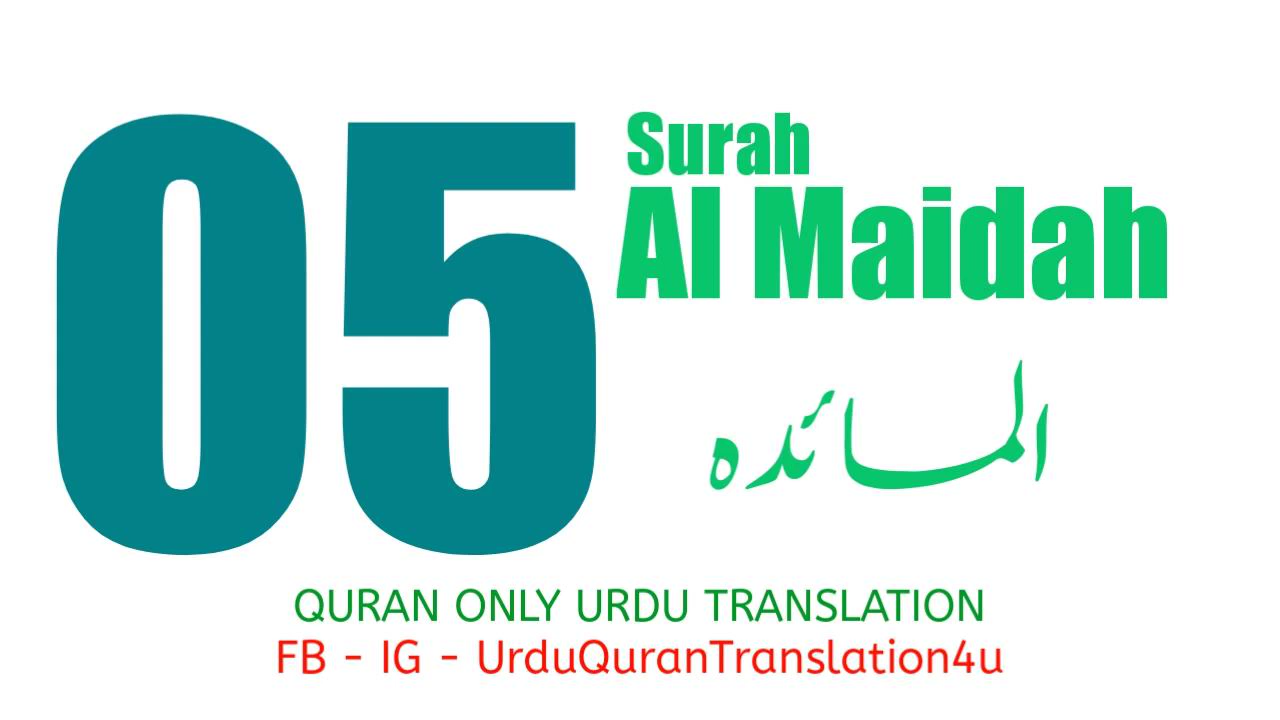 05
Surah
Al Maidah
المائدہ
QURAN ONLY URDU TRANSLATION
FB - IG - UrduQuranTranslation4u